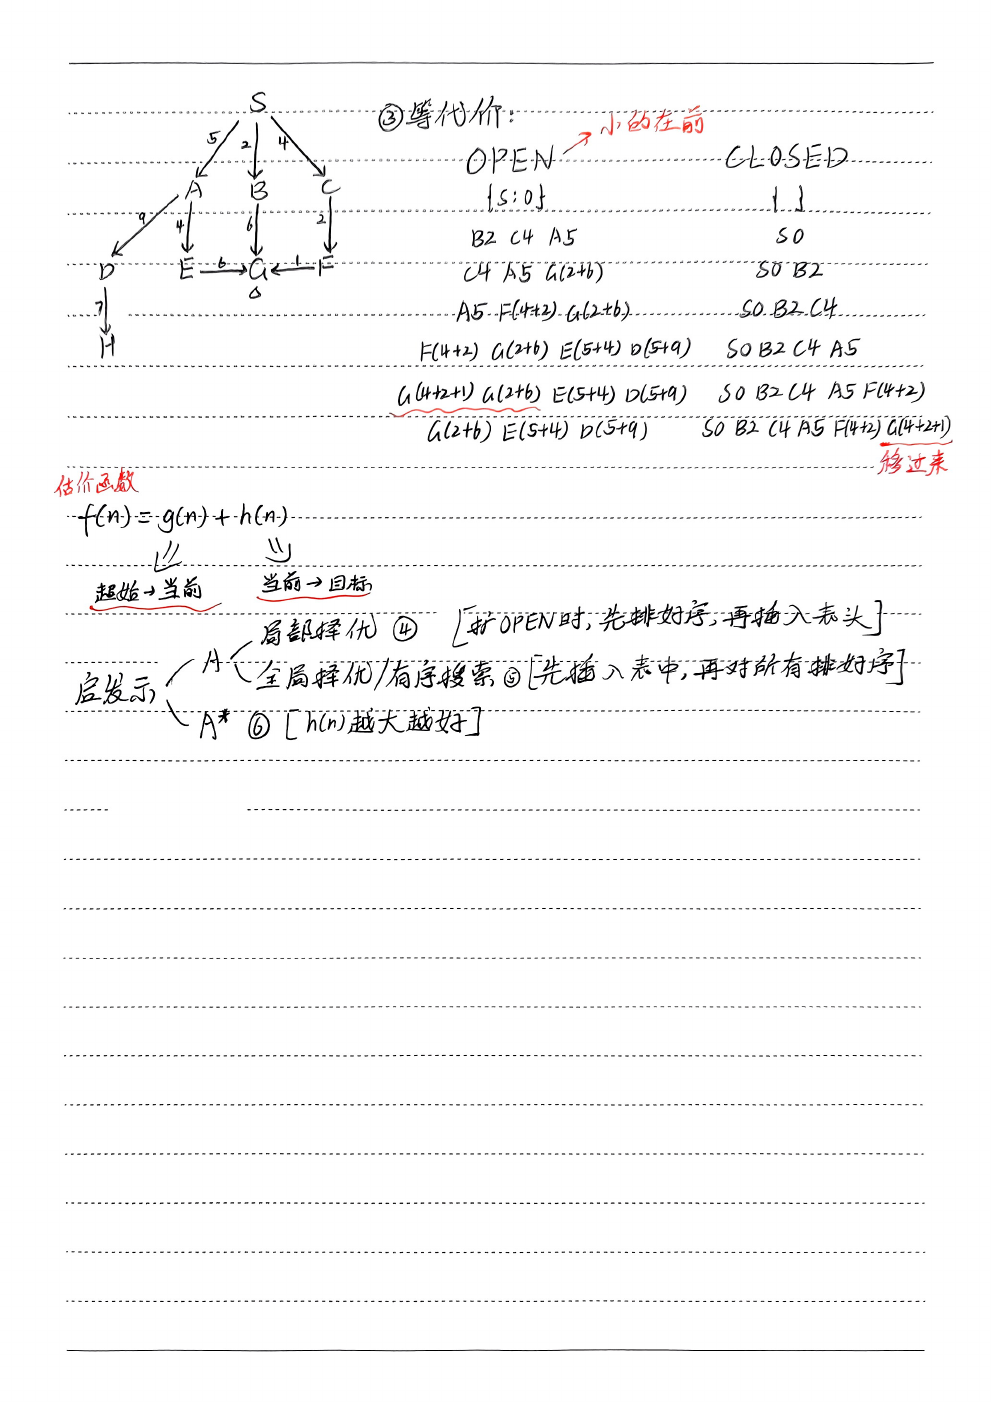 S
5 2 4
A B C
9 4 6 2
D E 6 G 1 F
0
7
H
③等代价:
小的在前
OPEN CLOSED
{S:0} { }
B2 C4 A5 S0
C4 A5 G(2+6) S0 B2
A5 F(4+2) G(2+6) S0 B2 C4
F(4+2) G(2+6) E(5+4) D(5+9) S0 B2 C4 A5
G(4+2+1) G(2+6) E(5+4) D(5+9) S0 B2 C4 A5 F(4+2)
G(2+6) E(5+4) D(5+9) S0 B2 C4 A5 F(4+2) G(4+2+1)
移过来
估价函数
f(n) = g(n) + h(n)
起始→当前 当前→目标
局部择优 ④ [扩OPEN时,先排好序,再插入表头]
A
全局择优/有序搜索 ⑤ [先插入表中,再对所有排好序]
启发示
A* ⑥ [h(n)越大越好]